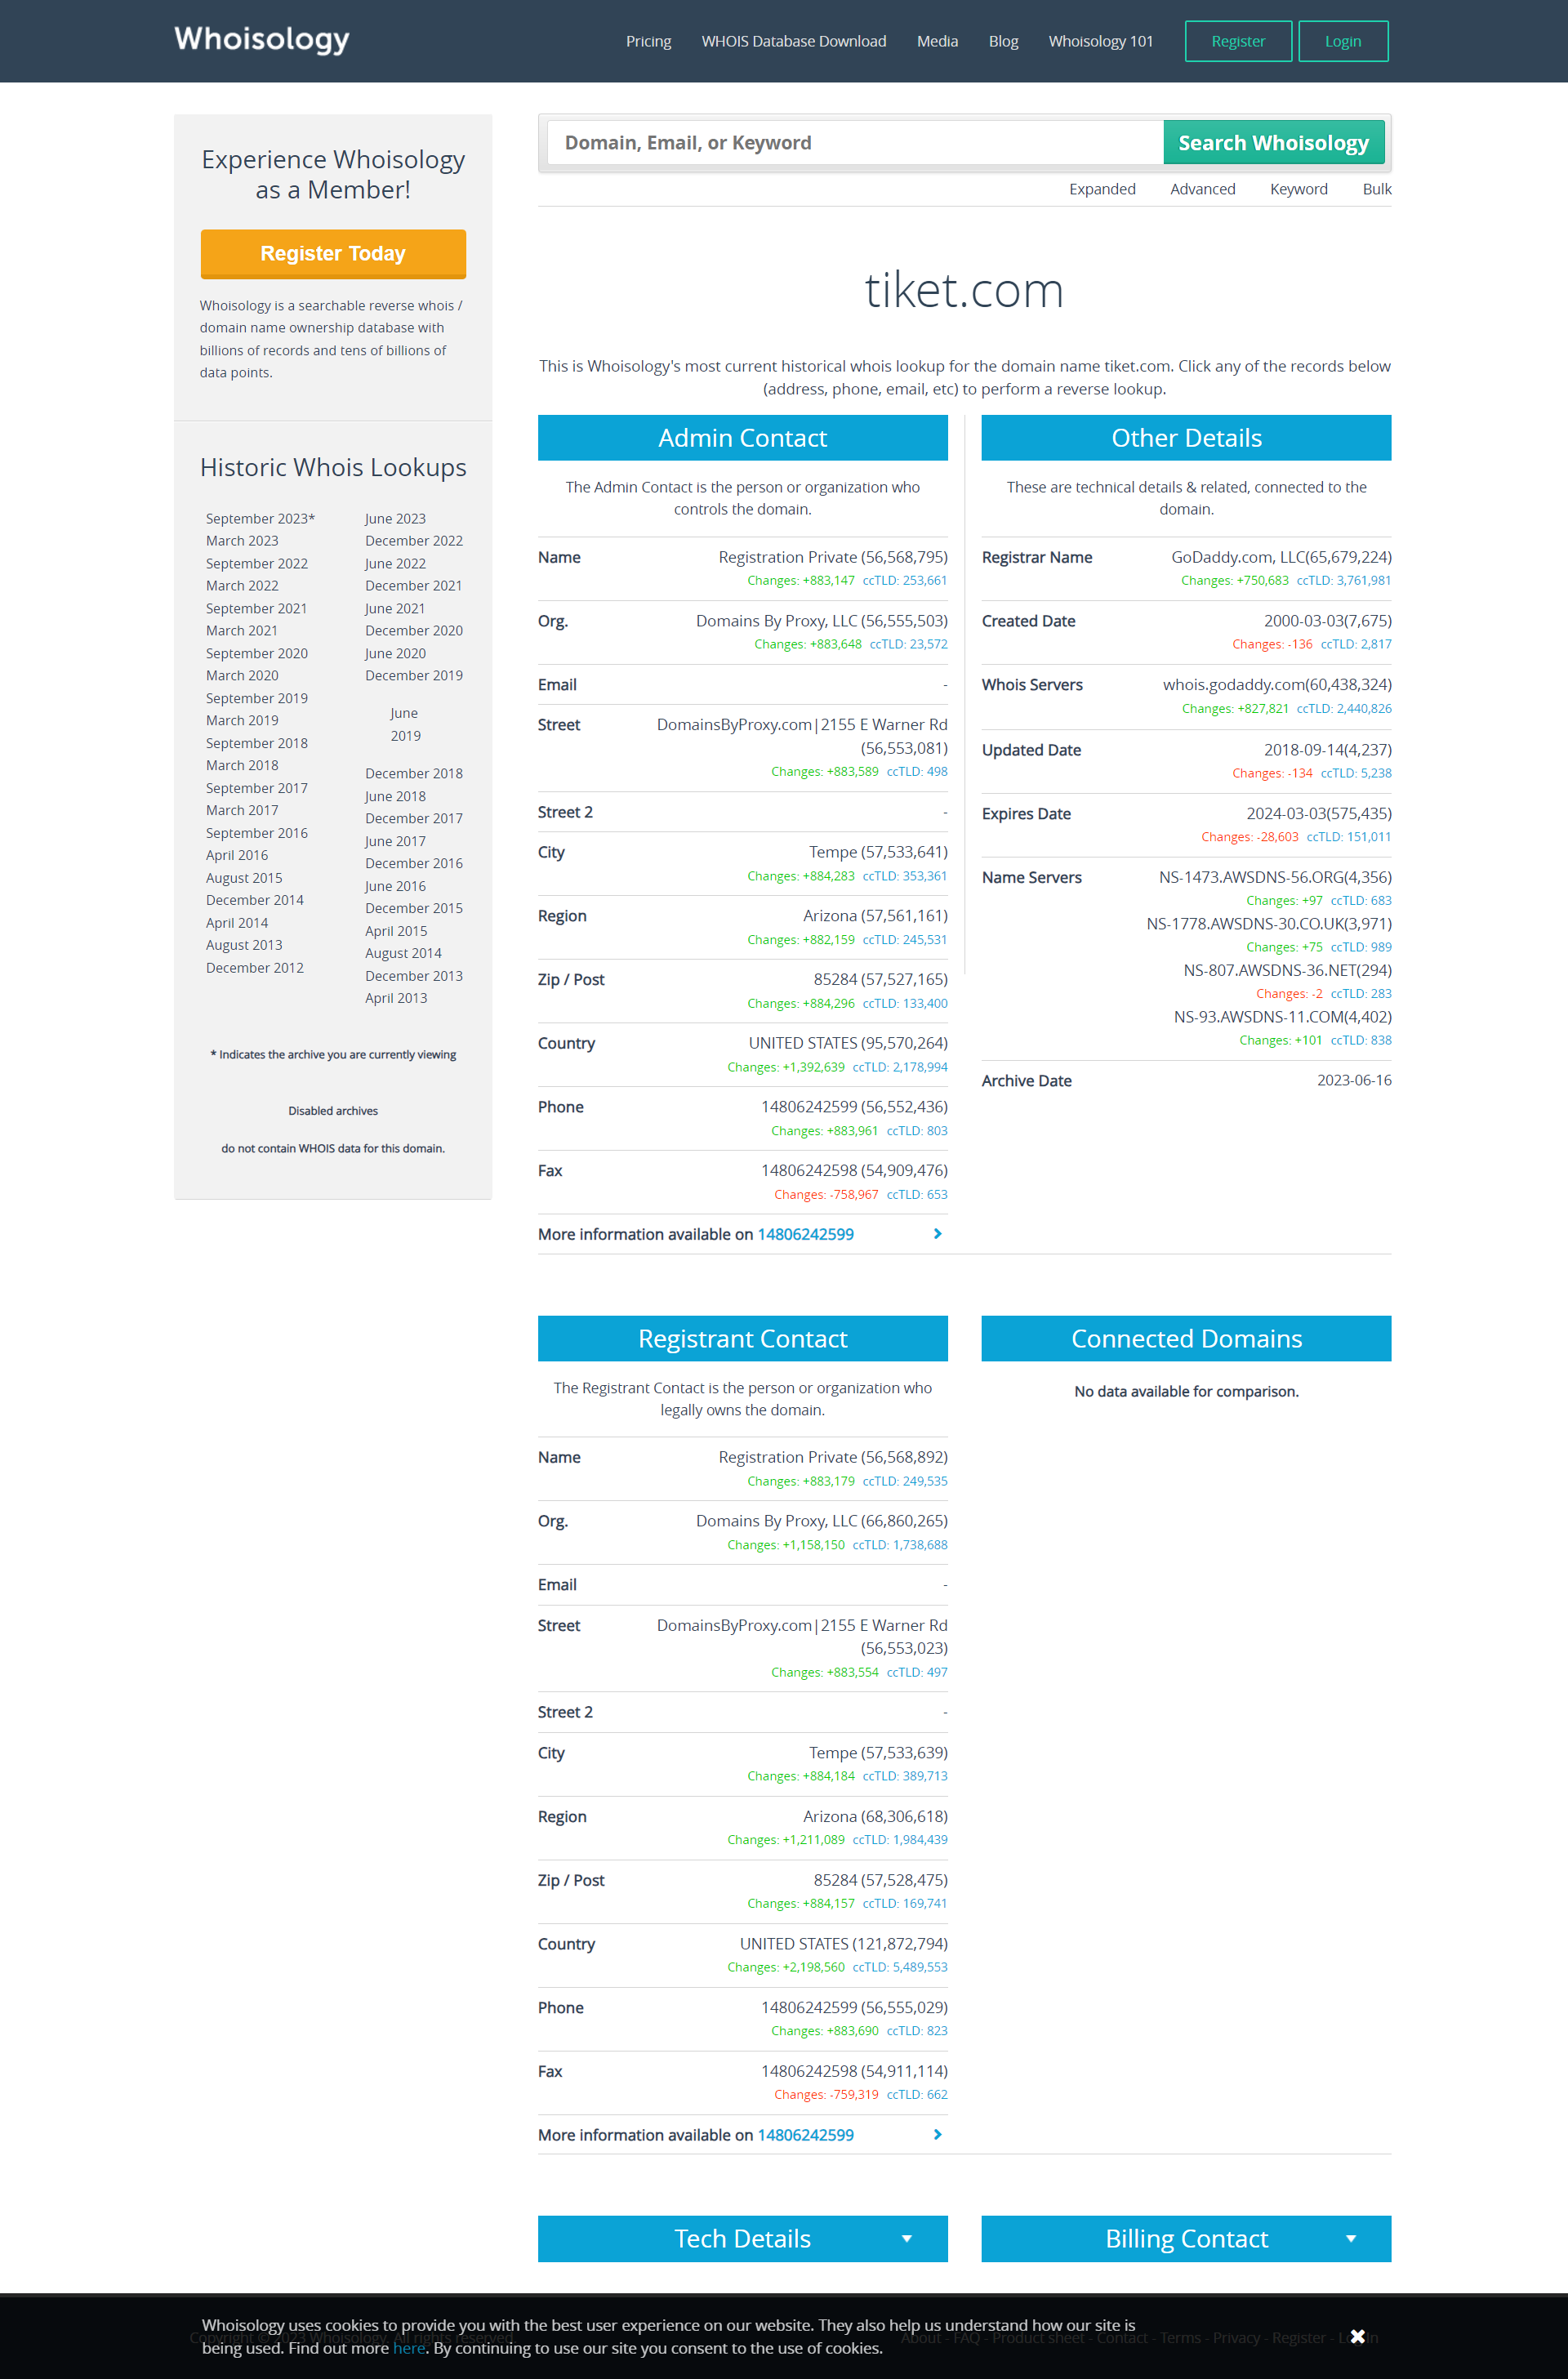 Whoisology
Pricing
WHOIS Database Download
Media
Blog
Whoisology 101
Register
Login
Experience Whoisology
as a Member!
Register Today
Whoisology is a searchable reverse whois /
domain name ownership database with
billions of records and tens of billions of
data points.
Historic Whois Lookups
September 2023*
March 2023
September 2022
March 2022
September 2021
March 2021
September 2020
March 2020
September 2019
March 2019
September 2018
March 2018
September 2017
March 2017
September 2016
April 2016
August 2015
December 2014
April 2014
August 2013
December 2012
June 2023
December 2022
June 2022
December 2021
June 2021
December 2020
June 2020
December 2019
June
2019
December 2018
June 2018
December 2017
June 2017
December 2016
June 2016
December 2015
April 2015
August 2014
December 2013
April 2013
* Indicates the archive you are currently viewing
Disabled archives
do not contain WHOIS data for this domain.
Domain, Email, or Keyword
Search Whoisology
Expanded
Advanced
Keyword
Bulk
tiket.com
This is Whoisology's most current historical whois lookup for the domain name tiket.com. Click any of the records below
(address, phone, email, etc) to perform a reverse lookup.
Admin Contact
The Admin Contact is the person or organization who
controls the domain.
Name Registration Private (56,568,795)
Changes: +883,147 ccTLD: 253,661
Org. Domains By Proxy, LLC (56,555,503)
Changes: +883,648 ccTLD: 23,572
Email -
Street DomainsByProxy.com|2155 E Warner Rd
(56,553,081)
Changes: +883,589 ccTLD: 498
Street 2 -
City Tempe (57,533,641)
Changes: +884,283 ccTLD: 353,361
Region Arizona (57,561,161)
Changes: +882,159 ccTLD: 245,531
Zip / Post 85284 (57,527,165)
Changes: +884,296 ccTLD: 133,400
Country UNITED STATES (95,570,264)
Changes: +1,392,639 ccTLD: 2,178,994
Phone 14806242599 (56,552,436)
Changes: +883,961 ccTLD: 803
Fax 14806242598 (54,909,476)
Changes: -758,967 ccTLD: 653
More information available on 14806242599
Other Details
These are technical details & related, connected to the
domain.
Registrar Name GoDaddy.com, LLC(65,679,224)
Changes: +750,683 ccTLD: 3,761,981
Created Date 2000-03-03(7,675)
Changes: -136 ccTLD: 2,817
Whois Servers whois.godaddy.com(60,438,324)
Changes: +827,821 ccTLD: 2,440,826
Updated Date 2018-09-14(4,237)
Changes: -134 ccTLD: 5,238
Expires Date 2024-03-03(575,435)
Changes: -28,603 ccTLD: 151,011
Name Servers NS-1473.AWSDNS-56.ORG(4,356)
Changes: +97 ccTLD: 683
NS-1778.AWSDNS-30.CO.UK(3,971)
Changes: +75 ccTLD: 989
NS-807.AWSDNS-36.NET(294)
Changes: -2 ccTLD: 283
NS-93.AWSDNS-11.COM(4,402)
Changes: +101 ccTLD: 838
Archive Date 2023-06-16
Registrant Contact
The Registrant Contact is the person or organization who
legally owns the domain.
Name Registration Private (56,568,892)
Changes: +883,179 ccTLD: 249,535
Org. Domains By Proxy, LLC (66,860,265)
Changes: +1,158,150 ccTLD: 1,738,688
Email -
Street DomainsByProxy.com|2155 E Warner Rd
(56,553,023)
Changes: +883,554 ccTLD: 497
Street 2 -
City Tempe (57,533,639)
Changes: +884,184 ccTLD: 389,713
Region Arizona (68,306,618)
Changes: +1,211,089 ccTLD: 1,984,439
Zip / Post 85284 (57,528,475)
Changes: +884,157 ccTLD: 169,741
Country UNITED STATES (121,872,794)
Changes: +2,198,560 ccTLD: 5,489,553
Phone 14806242599 (56,555,029)
Changes: +883,690 ccTLD: 823
Fax 14806242598 (54,911,114)
Changes: -759,319 ccTLD: 662
More information available on 14806242599
Connected Domains
No data available for comparison.
Tech Details
Billing Contact
Whoisology uses cookies to provide you with the best user experience on our website. They also help us understand how our site is
being used. Find out more here. By continuing to use our site you consent to the use of cookies.
Copyright © 2023 Whoisology. All rights reserved.
About - FAQ - Product sheet - Contact - Terms - Privacy - Register -